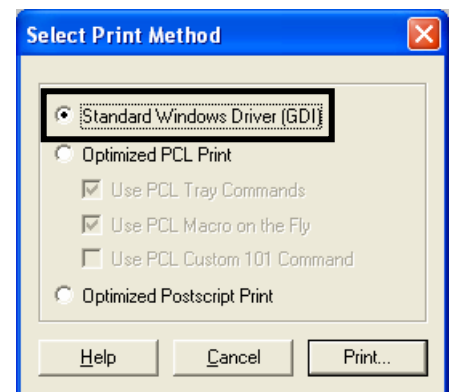 Select Print Method
Standard Windows Driver (GDI)
Optimized PCL Print
Use PCL Tray Commands
Use PCL Macro on the Fly
Use PCL Custom 101 Command
Optimized Postscript Print
Help Cancel Print...